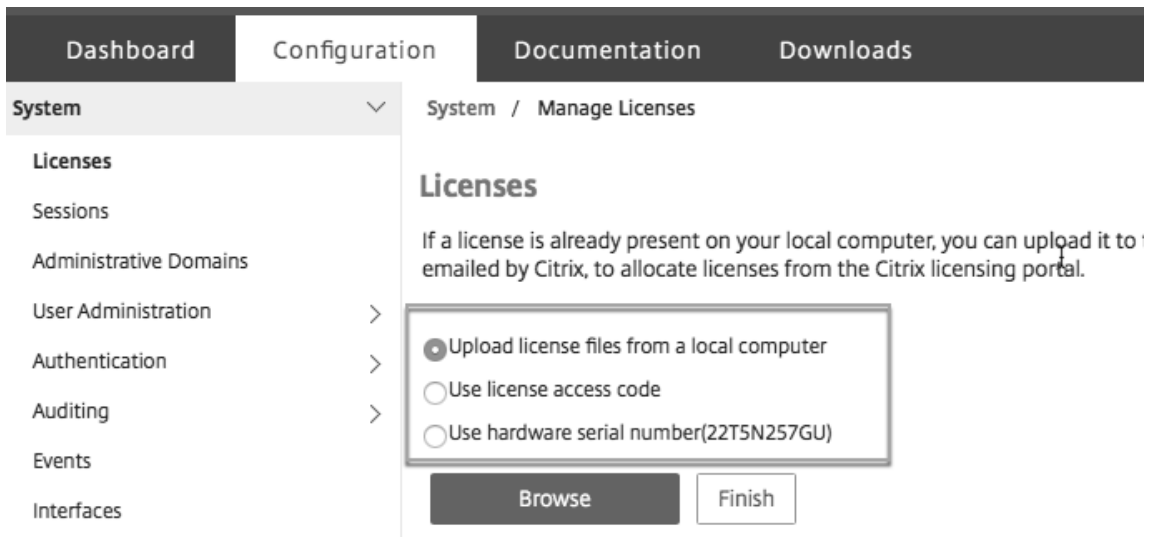 Dashboard Configuration Documentation Downloads
System
System / Manage Licenses
Licenses
Sessions
Administrative Domains
User Administration
Authentication
Auditing
Events
Interfaces
Licenses
If a license is already present on your local computer, you can upload it to
emailed by Citrix, to allocate licenses from the Citrix licensing portal.
Upload license files from a local computer
Use license access code
Use hardware serial number(22T5N257GU)
Browse Finish